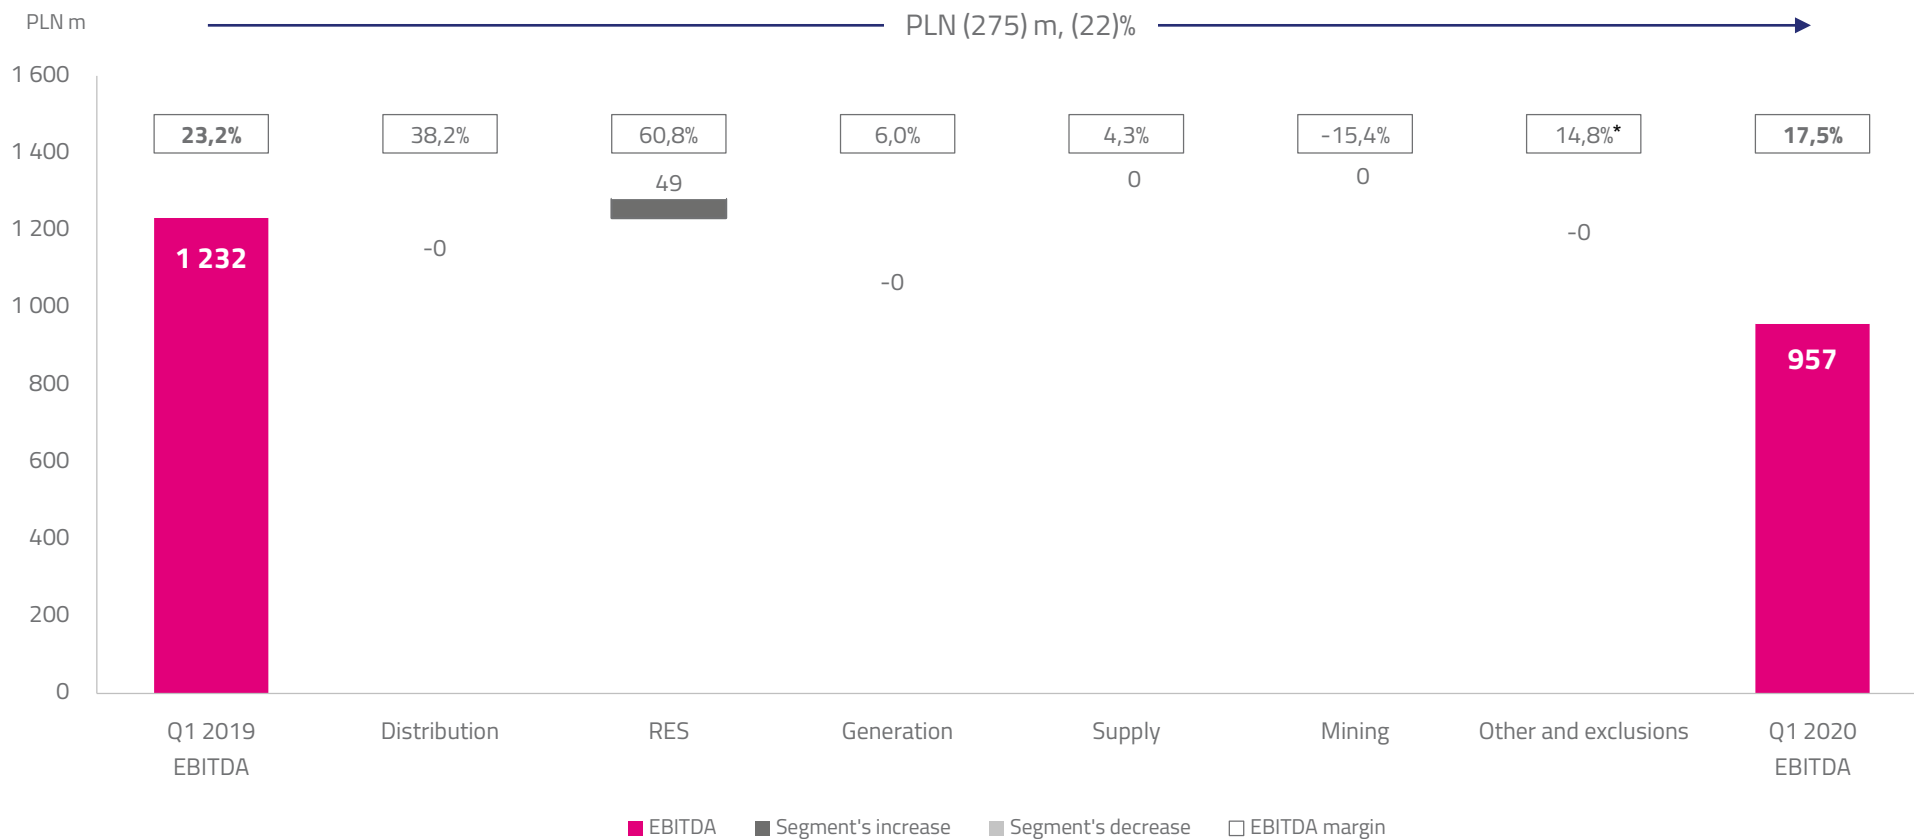 PLN m
PLN (275) m, (22)%
1 600
1 400
1 200
1 000
800
600
400
200
0
23,2%
38,2%
60,8%
6,0%
4,3%
-15,4%
14,8%*
17,5%
1 232
-0
49
-0
0
0
-0
957
Q1 2019
EBITDA
Distribution
RES
Generation
Supply
Mining
Other and exclusions
Q1 2020
EBITDA
EBITDA
Segment's increase
Segment's decrease
EBITDA margin